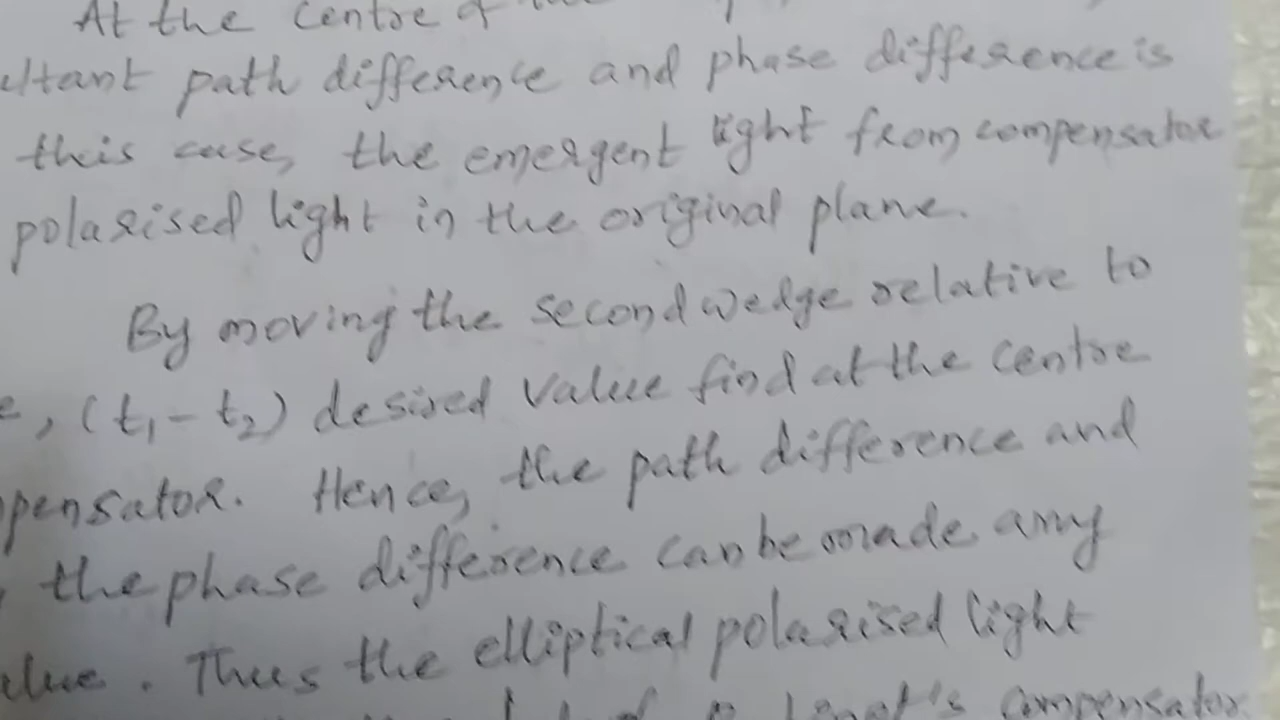 At the centre of
ultant path difference and phase difference is
this case, the emergent light from compensator
polarised light in the original plane.
By moving the second wedge relative to
e, (t₁ - t₂) desired value find at the centre
pensator. Hence, the path difference and
the phase difference can be made any
alue. Thus the elliptical polarised light
compensator